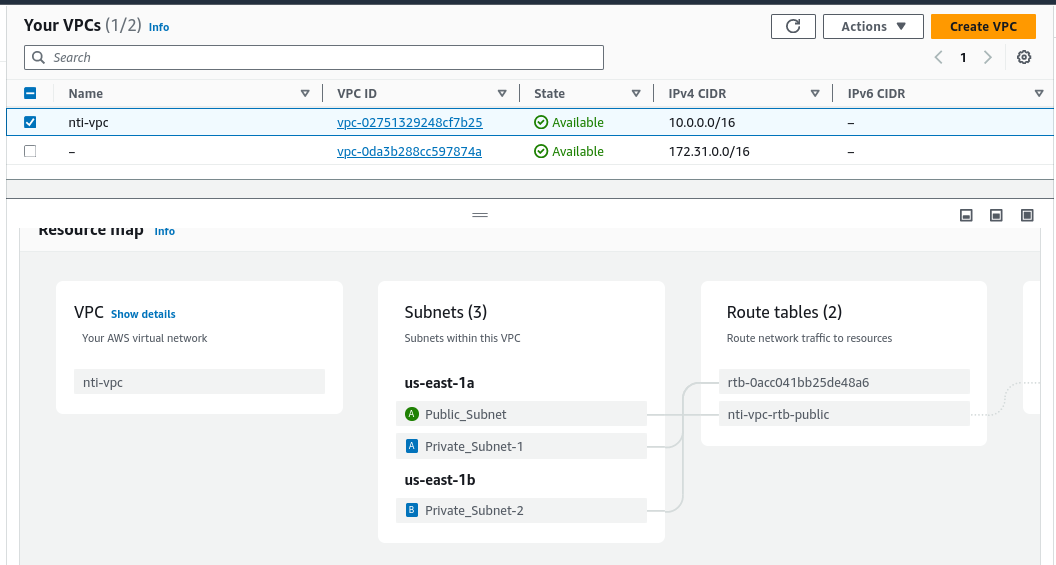 Your VPCs (1/2) Info
Actions ▼ Create VPC
Search
1
Name VPC ID State IPv4 CIDR IPv6 CIDR
nti-vpc vpc-02751329248cf7b25 Available 10.0.0.0/16 –
– vpc-0da3b288cc597874a Available 172.31.0.0/16 –
Resource map Info
VPC Show details
Your AWS virtual network
nti-vpc
Subnets (3)
Subnets within this VPC
us-east-1a
A Public_Subnet
A Private_Subnet-1
us-east-1b
B Private_Subnet-2
Route tables (2)
Route network traffic to resources
rtb-0acc041bb25de48a6
nti-vpc-rtb-public